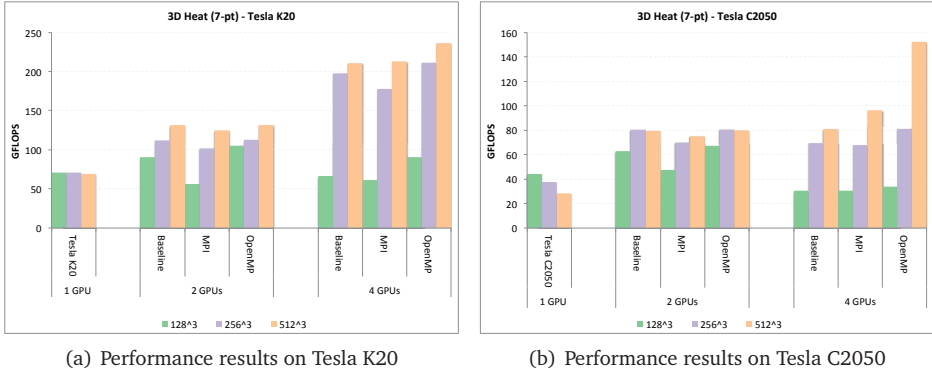 3D Heat (7-pt) - Tesla K20
250
200
150
100
50
0
GFLOPS
Tesla K20
Baseline
MPI
OpenMP
Baseline
MPI
OpenMP
1 GPU
2 GPUs
4 GPUs
128^3 256^3 512^3
(a) Performance results on Tesla K20
3D Heat (7-pt) - Tesla C2050
160
140
120
100
80
60
40
20
0
GFLOPS
Tesla C2050
Baseline
MPI
OpenMP
Baseline
MPI
OpenMP
1 GPU
2 GPUs
4 GPUs
128^3 256^3 512^3
(b) Performance results on Tesla C2050